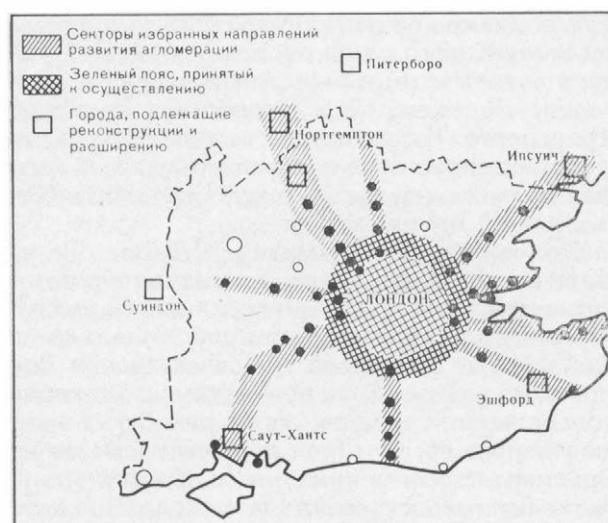 Секторы избранных направлений
развития агломерации
Зеленый пояс, принятый
к осуществлению
Города, подлежащие
реконструкции и
расширению
Питерборо
Нортгемптон
Ипсуич
Суиндон
ЛОНДОН
Эшфорд
Саут-Хантс